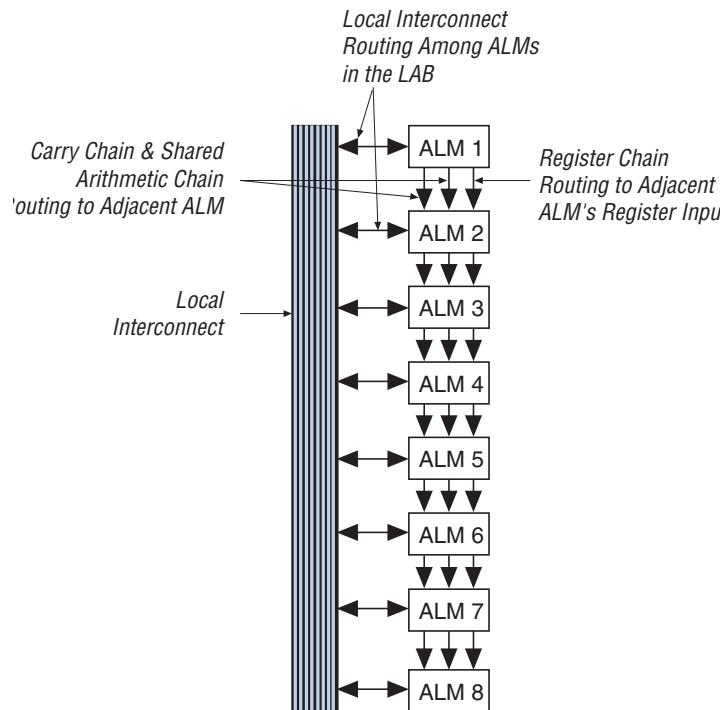 Local Interconnect
Routing Among ALMs
in the LAB
Carry Chain & Shared
Arithmetic Chain
outing to Adjacent ALM
Register Chain
Routing to Adjacent
ALM's Register Inpu
Local
Interconnect
ALM 1
ALM 2
ALM 3
ALM 4
ALM 5
ALM 6
ALM 7
ALM 8